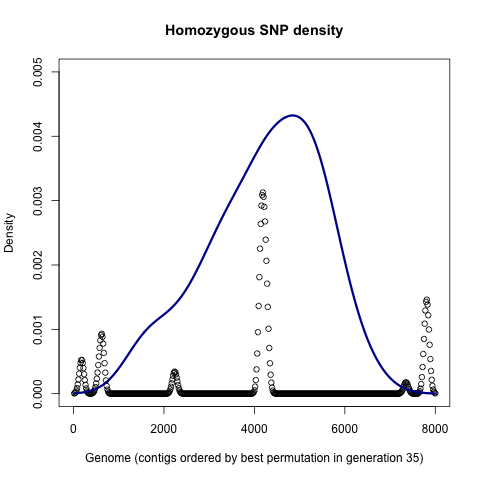 Homozygous SNP density
0.005
0.004
0.003
0.002
0.001
0.000
Density
0 2000 4000 6000 8000
Genome (contigs ordered by best permutation in generation 35)